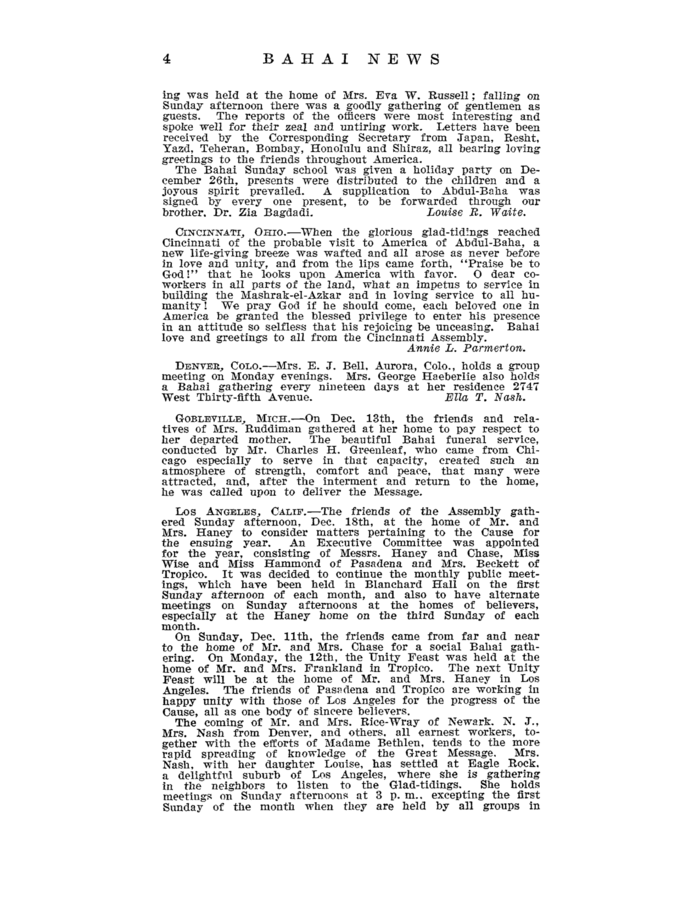 4 BAHAI NEWS
ing was held at the home of Mrs. Eva W. Russell; falling on
Sunday afternoon there was a goodly gathering of gentlemen as
guests. The reports of the officers were most interesting and
spoke well for their zeal and untiring work. Letters have been
received by the Corresponding Secretary from Japan, Resht,
Yazd, Teheran, Bombay, Honolulu and Shiraz, all bearing loving
greetings to the friends throughout America.
The Bahai Sunday school was given a holiday party on De-
cember 26th, presents were distributed to the children and a
joyous spirit prevailed. A supplication to Abdul-Baha was
signed by every one present, to be forwarded through our
brother, Dr. Zia Bagdadi. Louise R. Waite.
CINCINNATI, OHIO.—When the glorious glad-tidings reached
Cincinnati of the probable visit to America of Abdul-Baha, a
new life-giving breeze was wafted and all arose as never before
in love and unity, and from the lips came forth, "Praise be to
God!" that he looks upon America with favor. O dear co-
workers in all parts of the land, what an impetus to service in
building the Mashrak-el-Azkar and in loving service to all hu-
manity! We pray God if he should come, each beloved one in
America be granted the blessed privilege to enter his presence
in an attitude so selfless that his rejoicing be unceasing. Bahai
love and greetings to all from the Cincinnati Assembly.
Annie L. Parmerton.
DENVER, COLO.—Mrs. E. J. Bell, Aurora, Colo., holds a group
meeting on Monday evenings. Mrs. George Haeberlie also holds
a Bahai gathering every nineteen days at her residence 2747
West Thirty-fifth Avenue. Ella T. Nash.
GOBLEVILLE, MICH.—On Dec. 13th, the friends and rela-
tives of Mrs. Ruddiman gathered at her home to pay respect to
her departed mother. The beautiful Bahai funeral service,
conducted by Mr. Charles H. Greenleaf, who came from Chi-
cago especially to serve in that capacity, created such an
atmosphere of strength, comfort and peace, that many were
attracted, and, after the interment and return to the home,
he was called upon to deliver the Message.
LOS ANGELES, CALIF.—The friends of the Assembly gath-
ered Sunday afternoon, Dec. 18th, at the home of Mr. and
Mrs. Haney to consider matters pertaining to the Cause for
the ensuing year. An Executive Committee was appointed
for the year, consisting of Messrs. Haney and Chase, Miss
Wise and Miss Hammond of Pasadena and Mrs. Beckett of
Tropico. It was decided to continue the monthly public meet-
ings, which have been held in Blanchard Hall on the first
Sunday afternoon of each month, and also to have alternate
meetings on Sunday afternoons at the homes of believers,
especially at the Haney home on the third Sunday of each
month.
On Sunday, Dec. 11th, the friends came from far and near
to the home of Mr. and Mrs. Chase for a social Bahai gath-
ering. On Monday, the 12th, the Unity Feast was held at the
home of Mr. and Mrs. Frankland in Tropico. The next Unity
Feast will be at the home of Mr. and Mrs. Haney in Los
Angeles. The friends of Pasadena and Tropico are working in
happy unity with those of Los Angeles for the progress of the
Cause, all as one body of sincere believers.
The coming of Mr. and Mrs. Rice-Wray of Newark, N. J.,
Mrs. Nash from Denver, and others, all earnest workers, to-
gether with the efforts of Madame Bethlen, tends to the more
rapid spreading of knowledge of the Great Message. Mrs.
Nash, with her daughter Louise, has settled at Eagle Rock,
a delightful suburb of Los Angeles, where she is gathering
in the neighbors to listen to the Glad-tidings. She holds
meetings on Sunday afternoons at 3 p. m., excepting the first
Sunday of the month when they are held by all groups in